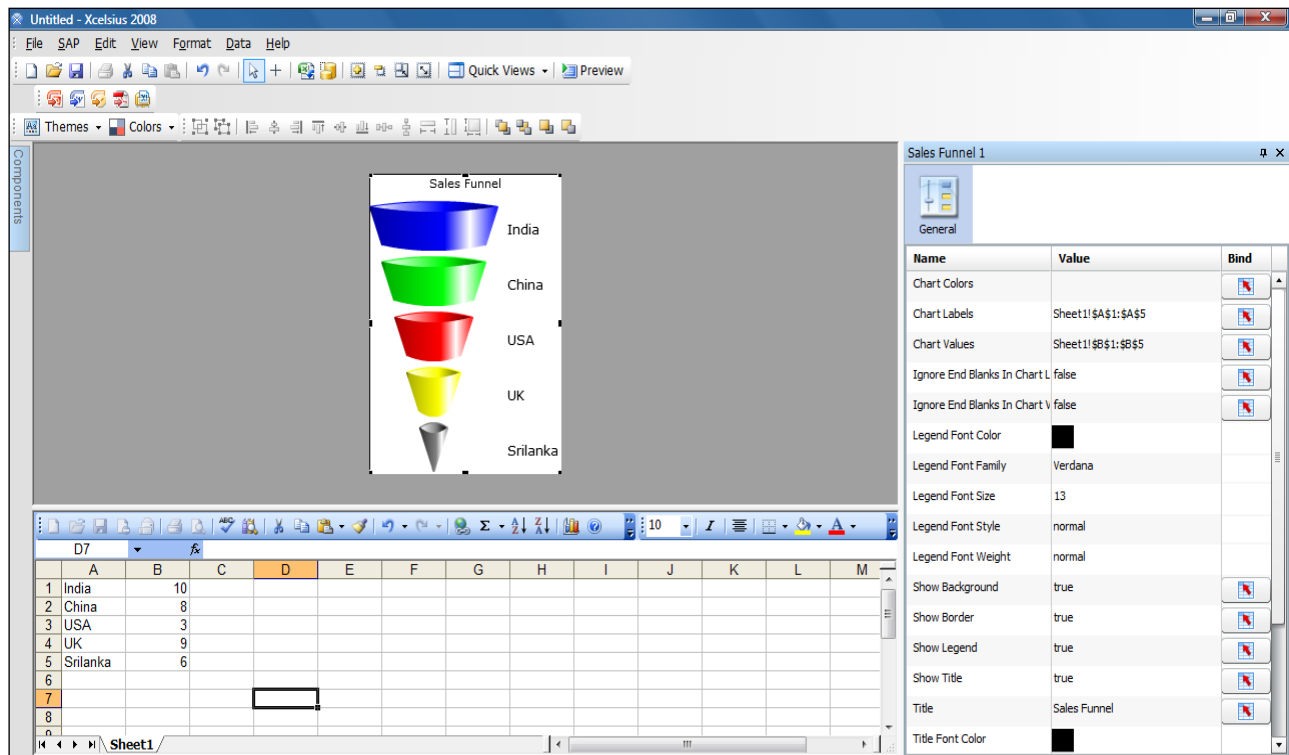 Untitled - Xcelsius 2008
File SAP Edit View Format Data Help
Quick Views Preview
Themes Colors
Components
Sales Funnel
India
China
USA
UK
Srilanka
Sales Funnel 1
General
Name Value Bind
Chart Colors
Chart Labels Sheet1!$A$1:$A$5
Chart Values Sheet1!$B$1:$B$5
Ignore End Blanks In Chart L false
Ignore End Blanks In Chart V false
Legend Font Color
Legend Font Family Verdana
Legend Font Size 13
Legend Font Style normal
Legend Font Weight normal
Show Background true
Show Border true
Show Legend true
Show Title true
Title Sales Funnel
Title Font Color
10 I A
D7 fx
A B C D E F G H I J K L M
1 India 10
2 China 8
3 USA 3
4 UK 9
5 Srilanka 6
6
7
8
9
Sheet1